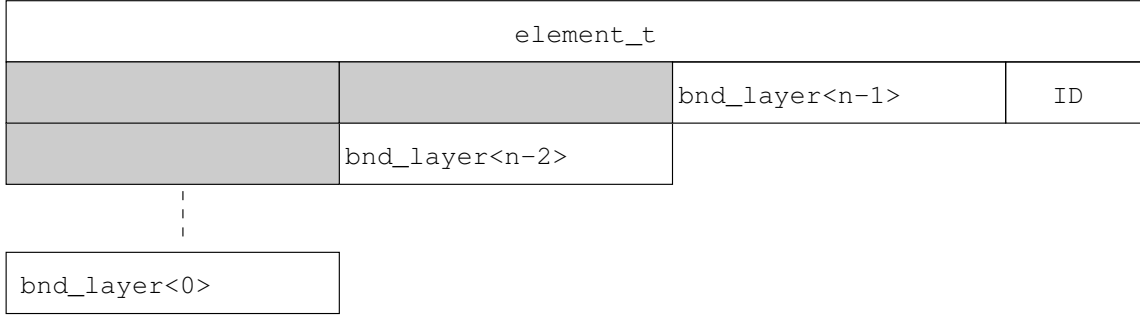 element_t
bnd_layer<n-1> ID
bnd_layer<n-2>
bnd_layer<0>